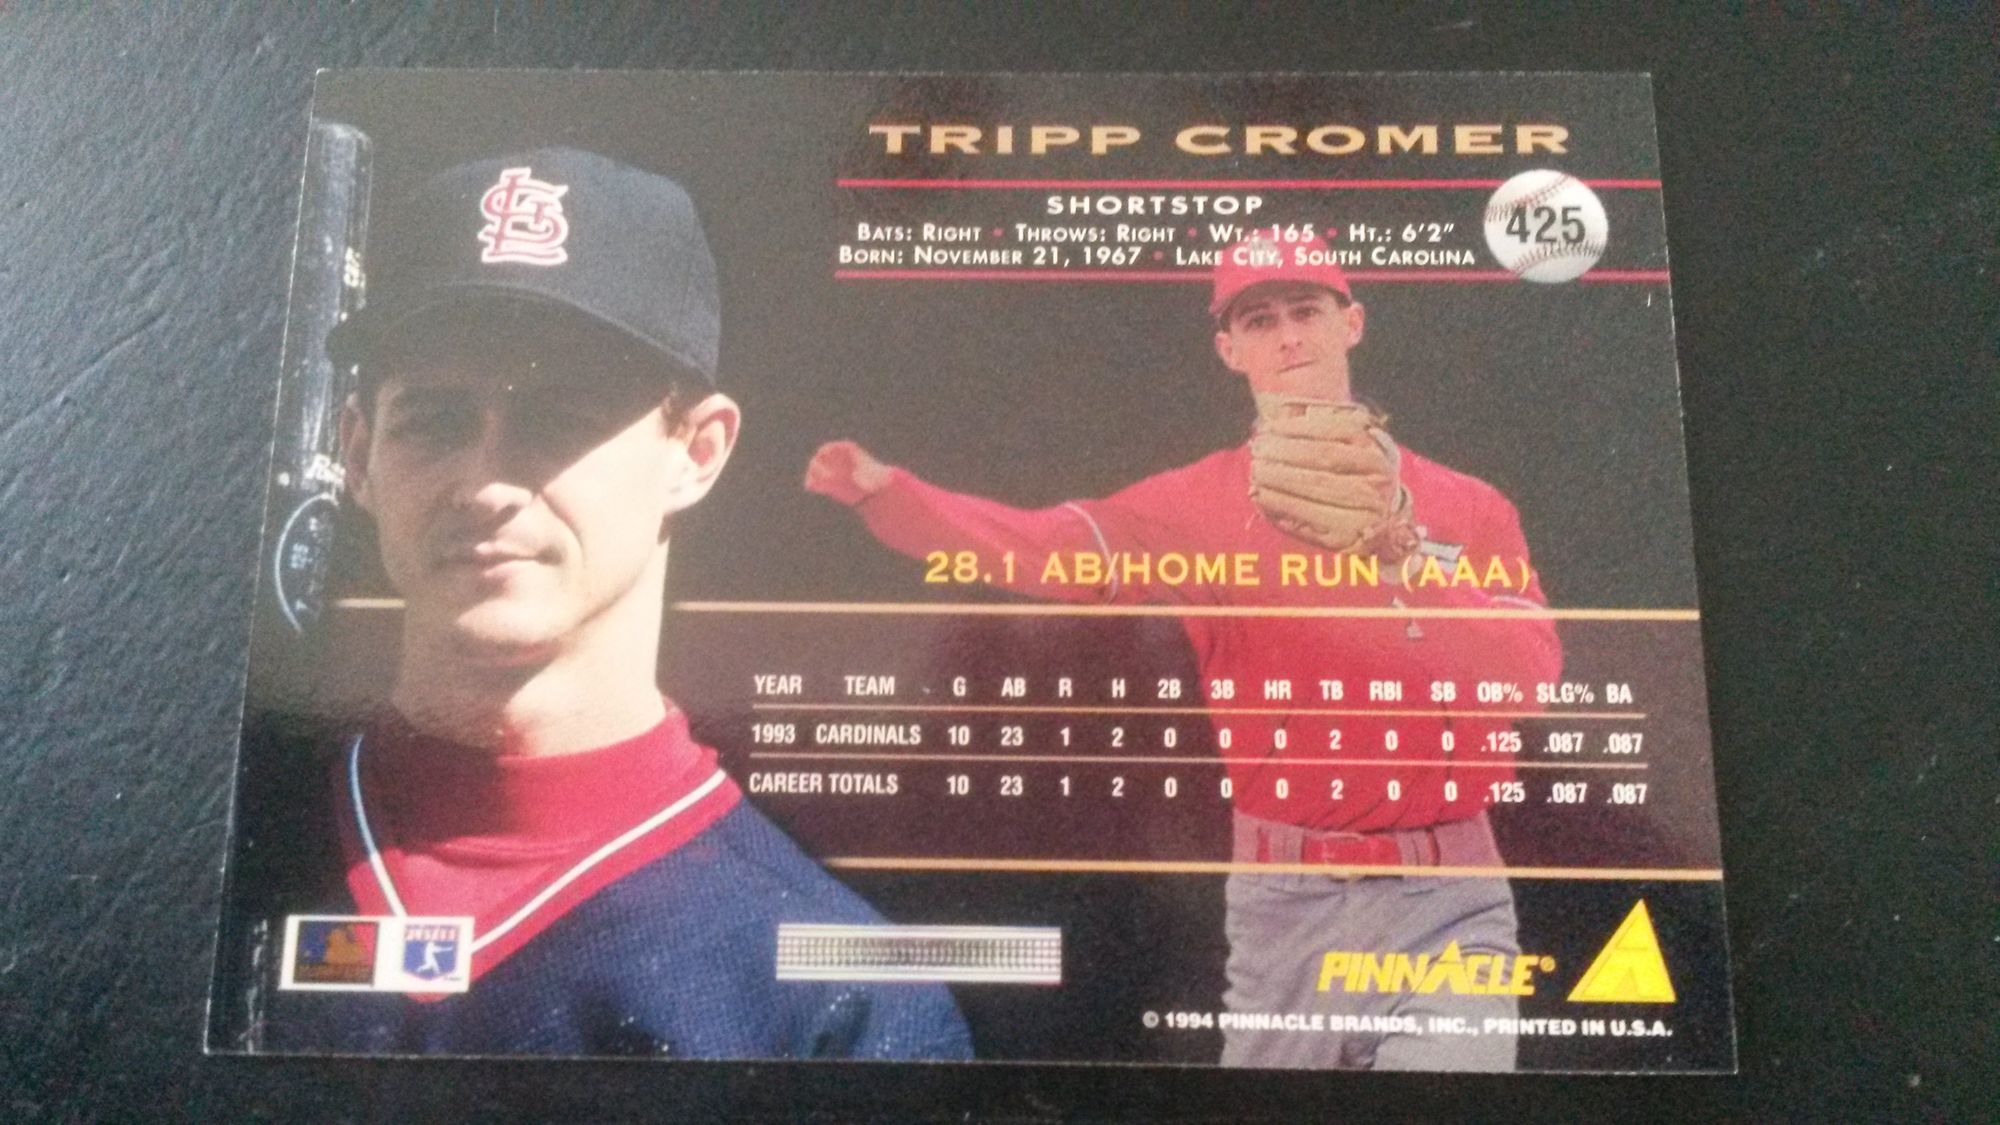 TRIPP CROMER
SHORTSTOP
425
BATS: RIGHT • THROWS: RIGHT • WT.: 165 • HT.: 6'2"
BORN: NOVEMBER 21, 1967 • LAKE CITY, SOUTH CAROLINA
28.1 AB/HOME RUN (AAA)
YEAR TEAM G AB R H 2B 3B HR TB RBI SB OB% SLG% BA
1993 CARDINALS 10 23 1 2 0 0 0 2 0 0 .125 .087 .087
CAREER TOTALS 10 23 1 2 0 0 0 2 0 0 .125 .087 .087
PINNACLE®
© 1994 PINNACLE BRANDS, INC., PRINTED IN U.S.A.
STL